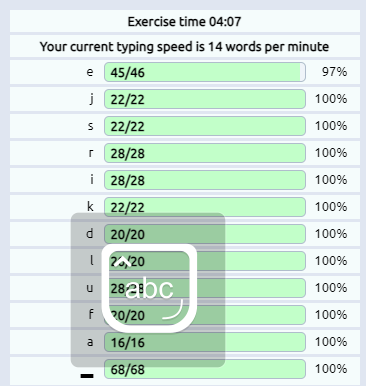 Exercise time 04:07
Your current typing speed is 14 words per minute
e 45/46 97%
j 22/22 100%
s 22/22 100%
r 28/28 100%
i 28/28 100%
k 22/22 100%
d 20/20 100%
l 20/20 100%
u 28/28 100%
abc
f 20/20 100%
a 16/16 100%
_ 68/68 100%